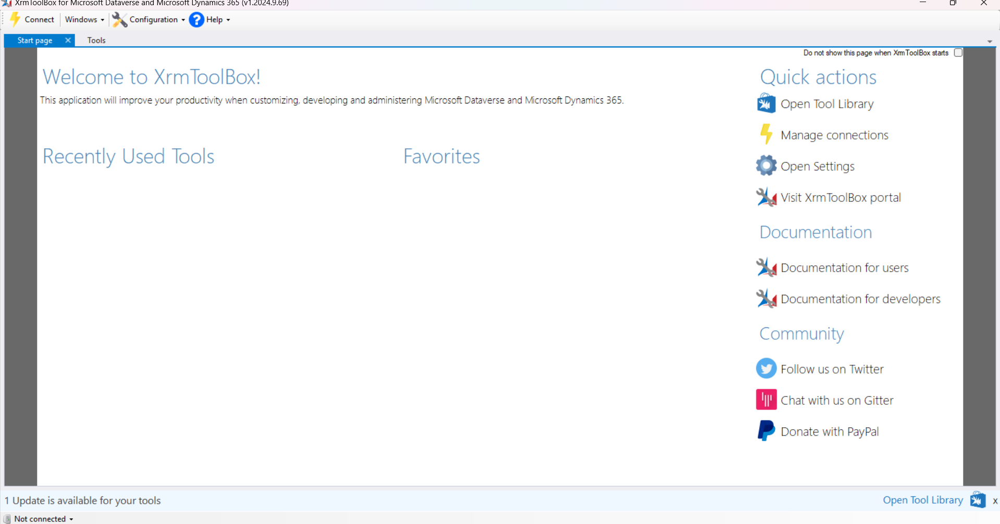 XrmToolBox for Microsoft Dataverse and Microsoft Dynamics 365 (v1.2024.9.69)
Connect Windows Configuration Help
Start page Tools
Do not show this page when XrmToolBox starts
Welcome to XrmToolBox!
This application will improve your productivity when customizing, developing and administering Microsoft Dataverse and Microsoft Dynamics 365.
Recently Used Tools
Favorites
Quick actions
Open Tool Library
Manage connections
Open Settings
Visit XrmToolBox portal
Documentation
Documentation for users
Documentation for developers
Community
Follow us on Twitter
Chat with us on Gitter
Donate with PayPal
1 Update is available for your tools
Open Tool Library x
Not connected